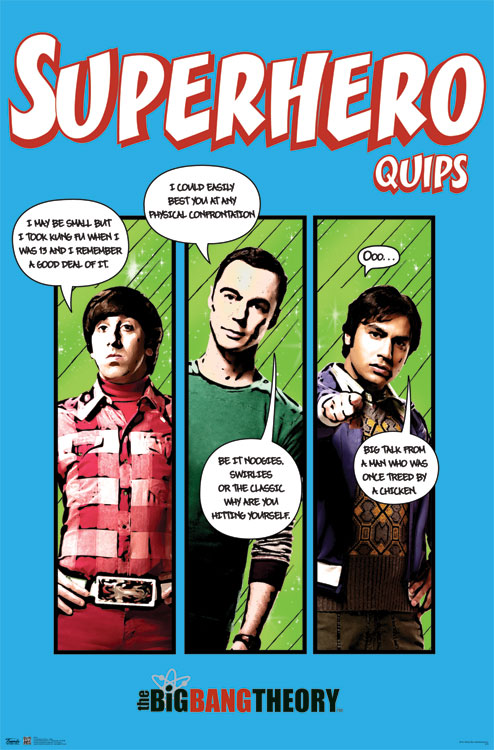 SUPERHERO
QUIPS
I MAY BE SMALL BUT
I TOOK KUNG FU WHEN I
WAS 13 AND I REMEMBER
A GOOD DEAL OF IT.
I COULD EASILY
BEST YOU AT ANY
PHYSICAL CONFRONTATION
BE IT NOOGIES,
SWIRLIES
OR THE CLASSIC
WHY ARE YOU
HITTING YOURSELF.
OOO...
BIG TALK FROM
A MAN WHO WAS
ONCE TREED BY
A CHICKEN.
the BIG BANG THEORY